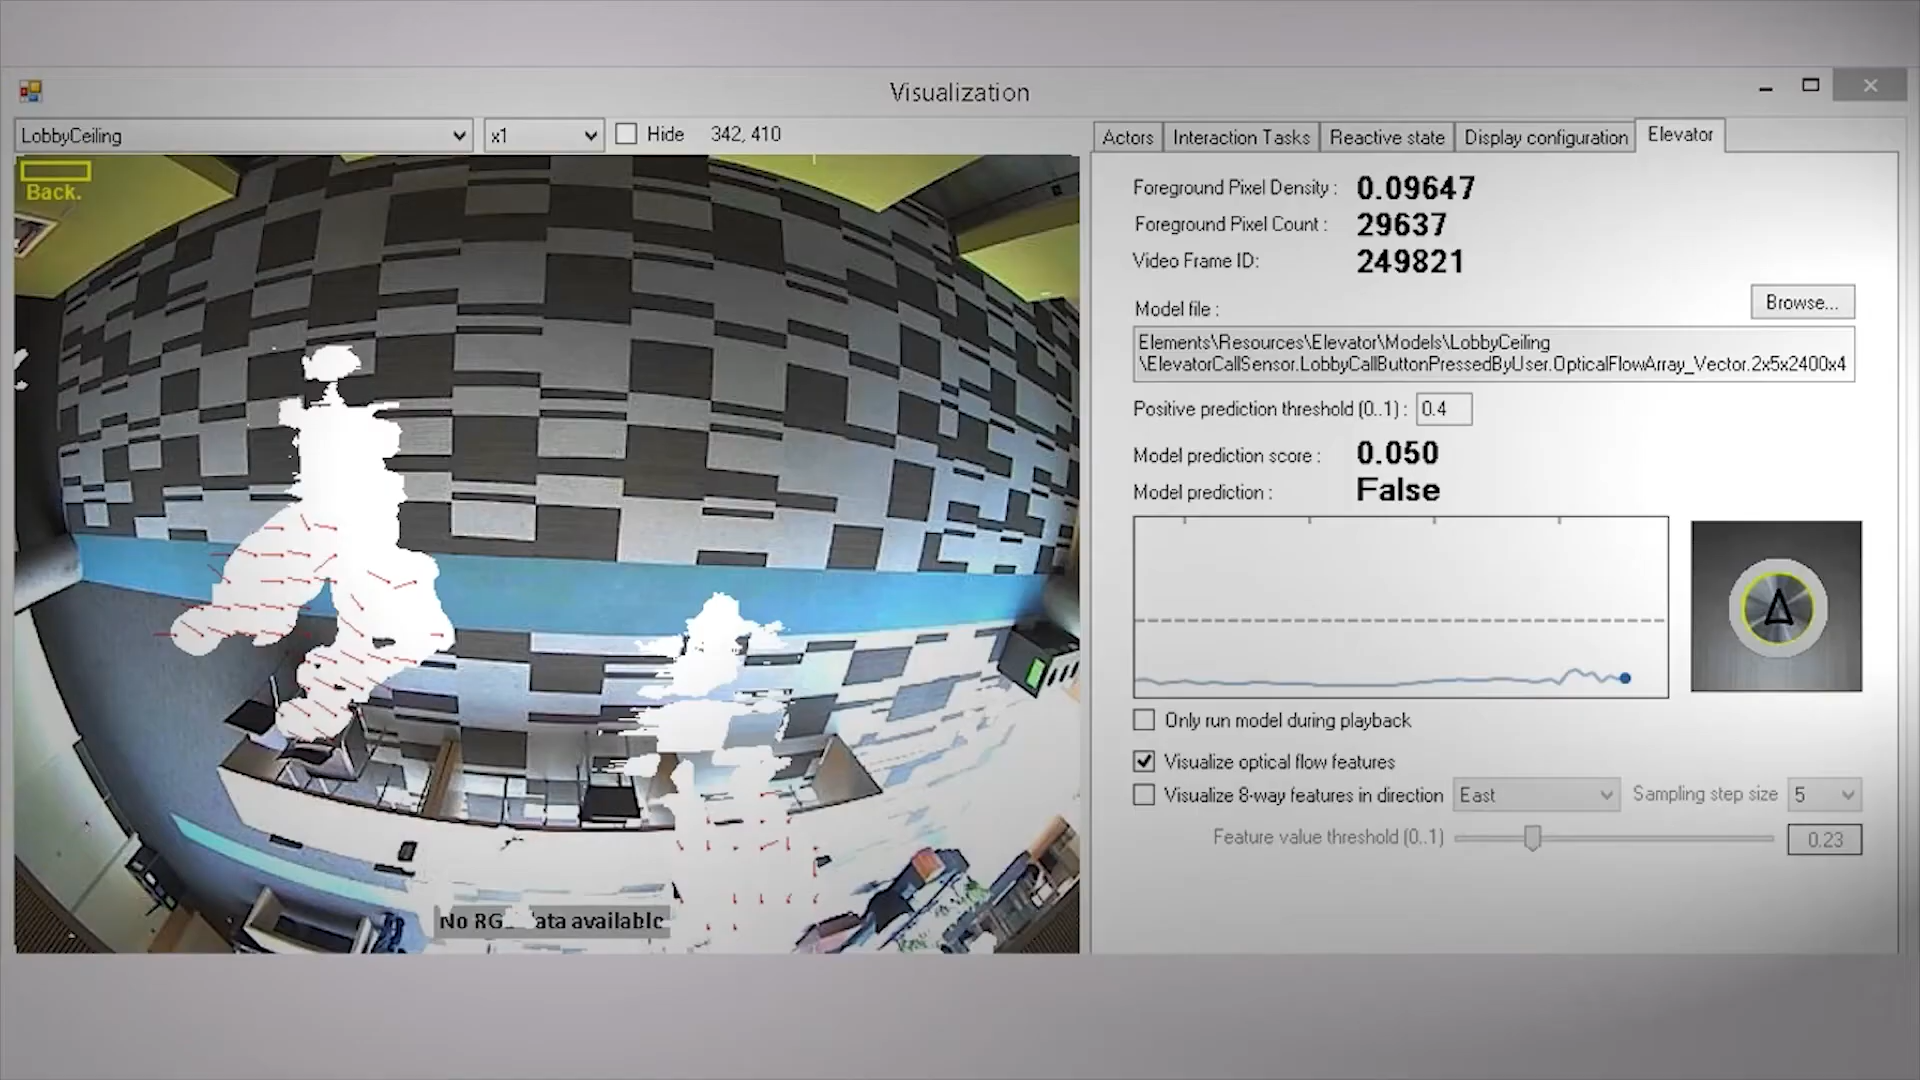 Visualization
LobbyCeiling
x1
Hide
342, 410
Back.
Actors
Interaction Tasks
Reactive state
Display configuration
Elevator
Foreground Pixel Density : 0.09647
Foreground Pixel Count : 29637
Video Frame ID: 249821
Model file :
Browse...
Elements\Resources\Elevator\Models\LobbyCeiling
\ElevatorCallSensor.LobbyCallButtonPressedByUser.OpticalFlowArray_Vector.2x5x2400x4
Positive prediction threshold (0..1) : 0.4
Model prediction score : 0.050
Model prediction : False
Only run model during playback
Visualize optical flow features
Visualize 8-way features in direction East Sampling step size 5
Feature value threshold (0..1) 0.23
No available